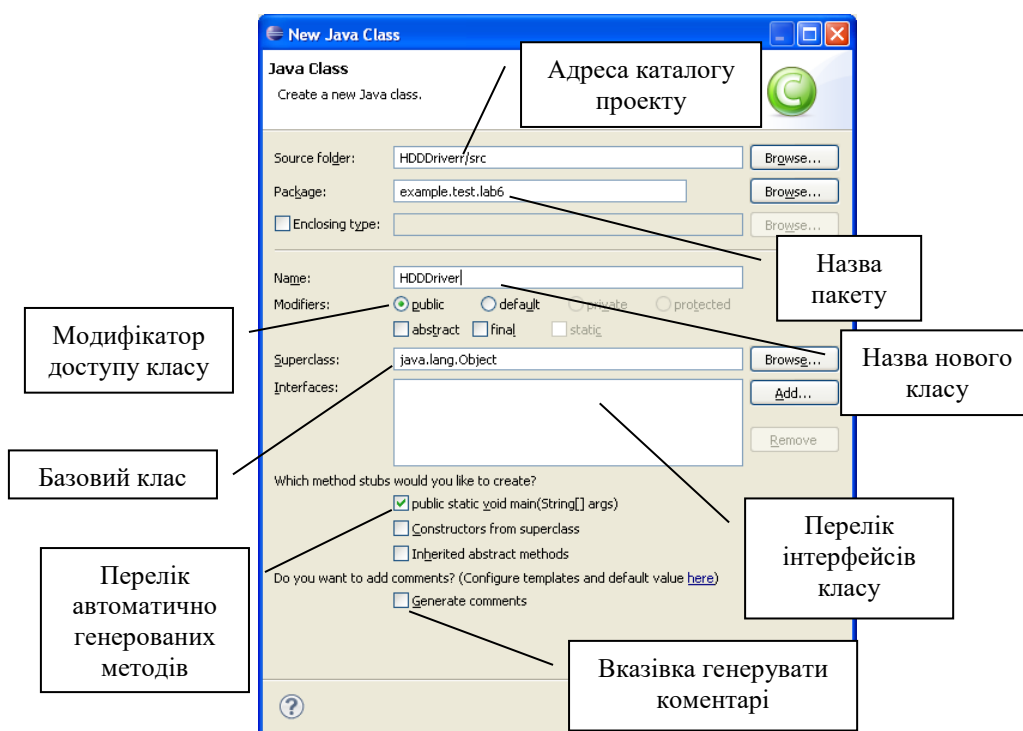 New Java Class
Java Class
Create a new Java class.
Адреса каталогу
проекту
Source folder:
HDDDriverr/src
Browse...
Package:
example.test.lab6
Browse...
Enclosing type:
Browse...
Назва
пакету
Name:
HDDDriver
Modifiers:
public
default
private
protected
abstract
final
static
Модифікатор
доступу класу
Superclass:
java.lang.Object
Browse...
Назва нового
класу
Interfaces:
Add...
Remove
Базовий клас
Which method stubs would you like to create?
public static void main(String[] args)
Constructors from superclass
Inherited abstract methods
Перелік
інтерфейсів
класу
Перелік
автоматично
генерованих
методів
Do you want to add comments? (Configure templates and default value here)
Generate comments
Вказівка генерувати
коментарі